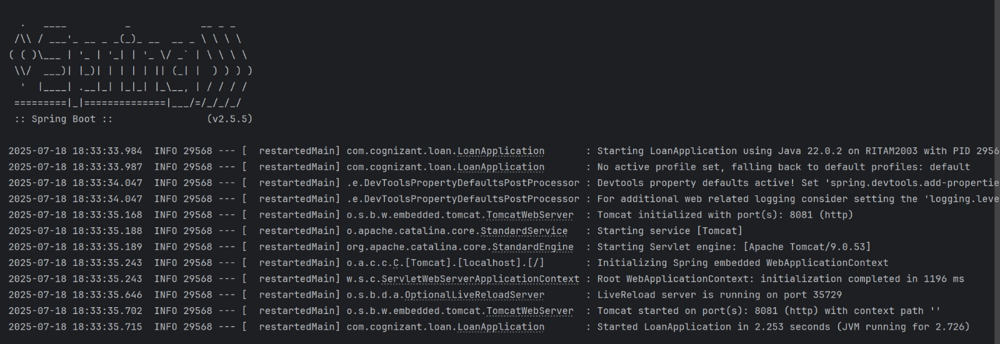 .   ____          _            __ _ _
 /\\ / ___'_ __ _ _(_)_ __  __ _ \ \ \ \
( ( )\___ | '_ | '_| | '_ \/ _` | \ \ \ \
 \\/  ___)| |_)| | | | | || (_| |  ) ) ) )
  '  |____| .__|_| |_|_| |_\__, | / / / /
 =========|_|==============|___/=/_/_/_/
 :: Spring Boot ::                (v2.5.5)

2025-07-18 18:33:33.984  INFO 29568 --- [  restartedMain] com.cognizant.loan.LoanApplication       : Starting LoanApplication using Java 22.0.2 on RITAM2003 with PID 2956
2025-07-18 18:33:33.987  INFO 29568 --- [  restartedMain] com.cognizant.loan.LoanApplication       : No active profile set, falling back to default profiles: default
2025-07-18 18:33:34.047  INFO 29568 --- [  restartedMain] .e.DevToolsPropertyDefaultsPostProcessor : Devtools property defaults active! Set 'spring.devtools.add-propertie
2025-07-18 18:33:34.047  INFO 29568 --- [  restartedMain] .e.DevToolsPropertyDefaultsPostProcessor : For additional web related logging consider setting the 'logging.leve
2025-07-18 18:33:35.168  INFO 29568 --- [  restartedMain] o.s.b.w.embedded.tomcat.TomcatWebServer  : Tomcat initialized with port(s): 8081 (http)
2025-07-18 18:33:35.188  INFO 29568 --- [  restartedMain] o.apache.catalina.core.StandardService   : Starting service [Tomcat]
2025-07-18 18:33:35.189  INFO 29568 --- [  restartedMain] org.apache.catalina.core.StandardEngine  : Starting Servlet engine: [Apache Tomcat/9.0.53]
2025-07-18 18:33:35.243  INFO 29568 --- [  restartedMain] o.a.c.c.C.[Tomcat].[localhost].[/]       : Initializing Spring embedded WebApplicationContext
2025-07-18 18:33:35.243  INFO 29568 --- [  restartedMain] w.s.c.ServletWebServerApplicationContext : Root WebApplicationContext: initialization completed in 1196 ms
2025-07-18 18:33:35.646  INFO 29568 --- [  restartedMain] o.s.b.d.a.OptionalLiveReloadServer       : LiveReload server is running on port 35729
2025-07-18 18:33:35.702  INFO 29568 --- [  restartedMain] o.s.b.w.embedded.tomcat.TomcatWebServer  : Tomcat started on port(s): 8081 (http) with context path ''
2025-07-18 18:33:35.715  INFO 29568 --- [  restartedMain] com.cognizant.loan.LoanApplication       : Started LoanApplication in 2.253 seconds (JVM running for 2.726)